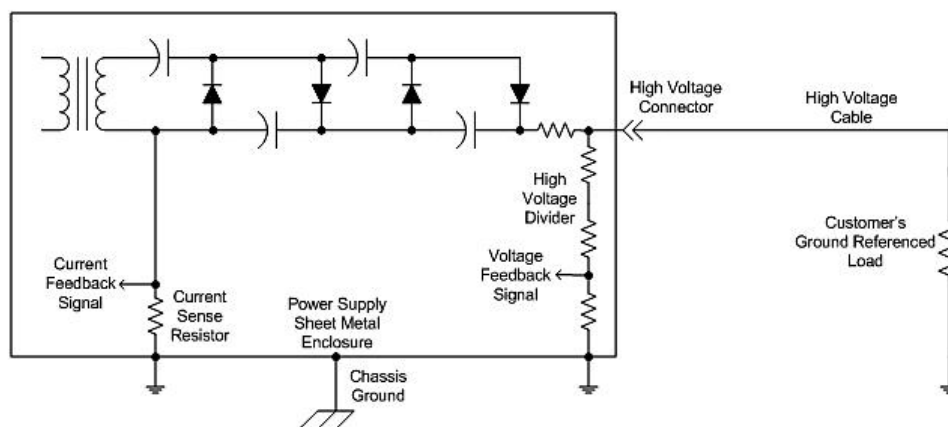 High Voltage
Connector
High Voltage
Cable
High
Voltage
Divider
Customer's
Ground Referenced
Load
Current
Feedback
Signal
Current
Sense
Resistor
Power Supply
Sheet Metal
Enclosure
Voltage
Feedback
Signal
Chassis
Ground